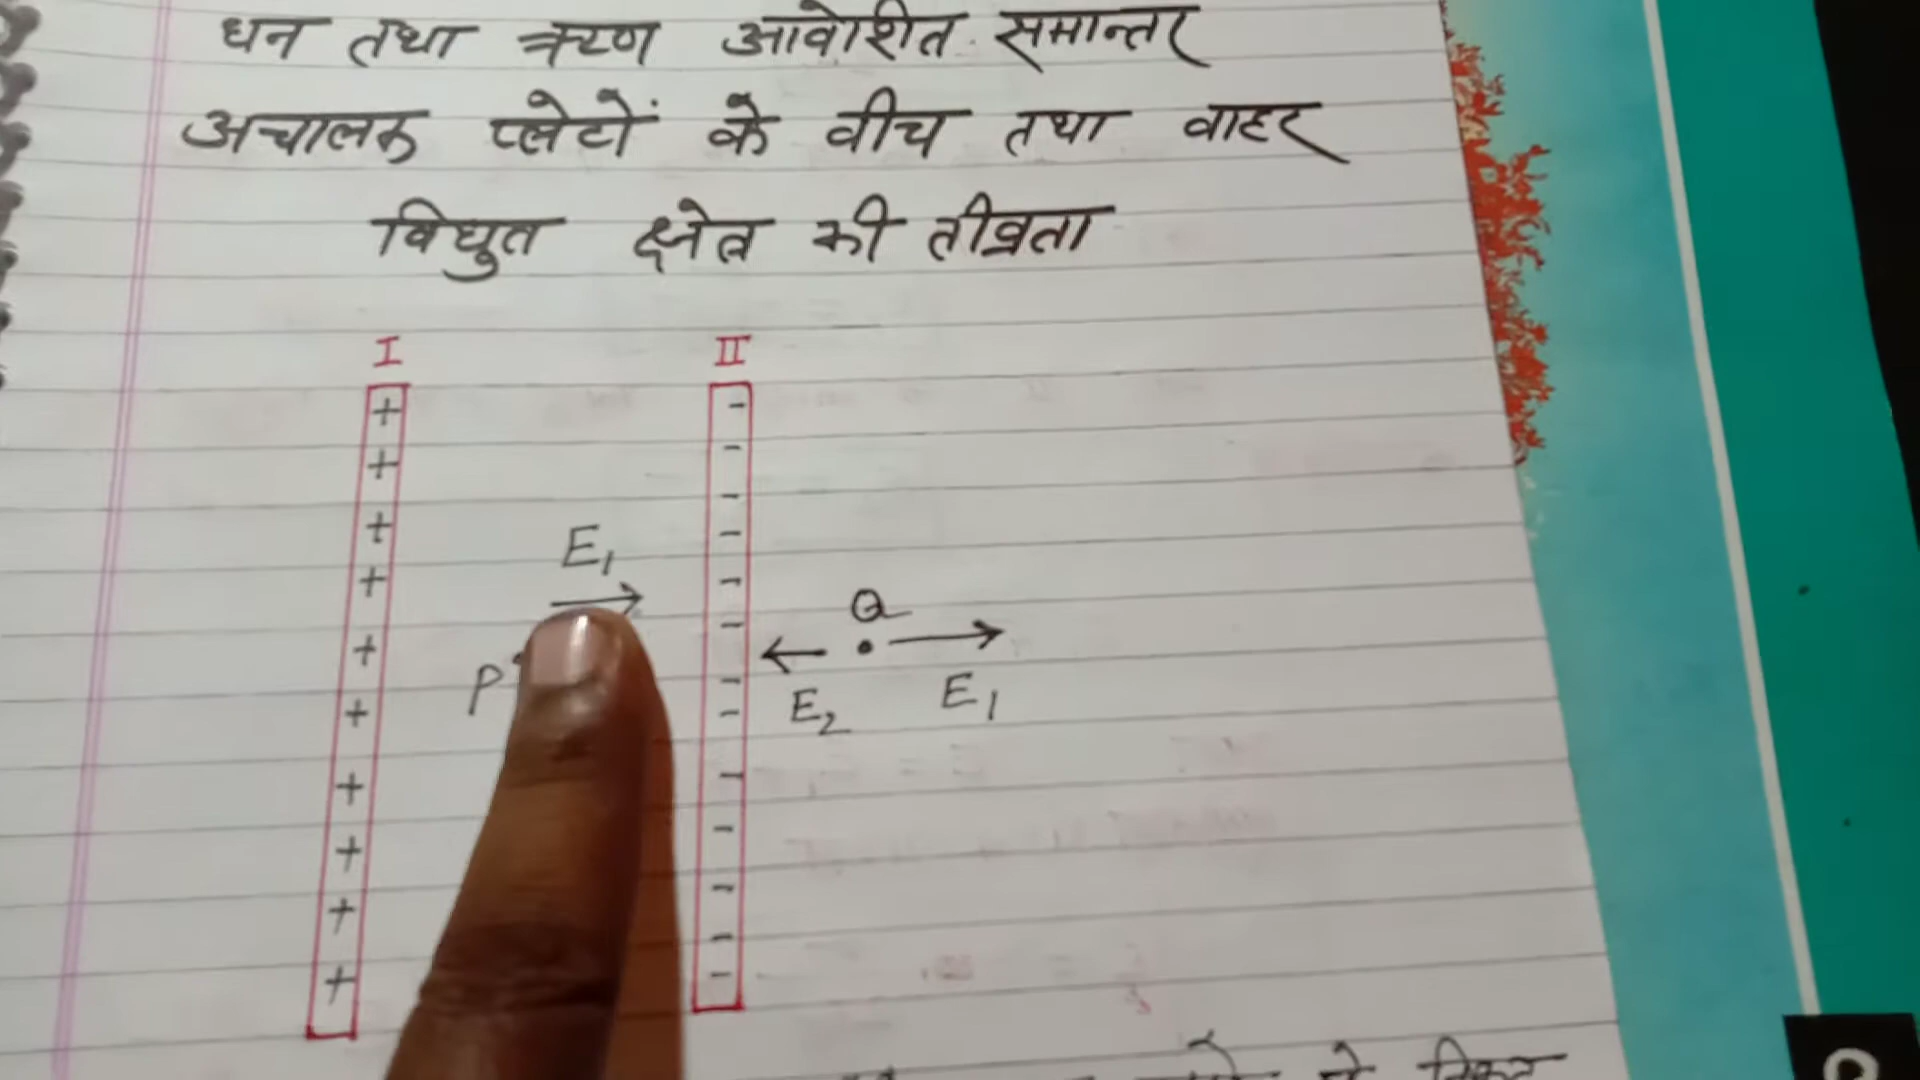 धन तथा ऋण आवेशित समान्तर
अचालक प्लेटों के वीच तथा वाहर
विद्युत क्षेत्र की तीव्रता
I II
+ -
+ -
+ -
+ -
+ -
+ -
+ -
+ -
+ -
+ -
-
-
-
E₁
P
Q
E₂ E₁